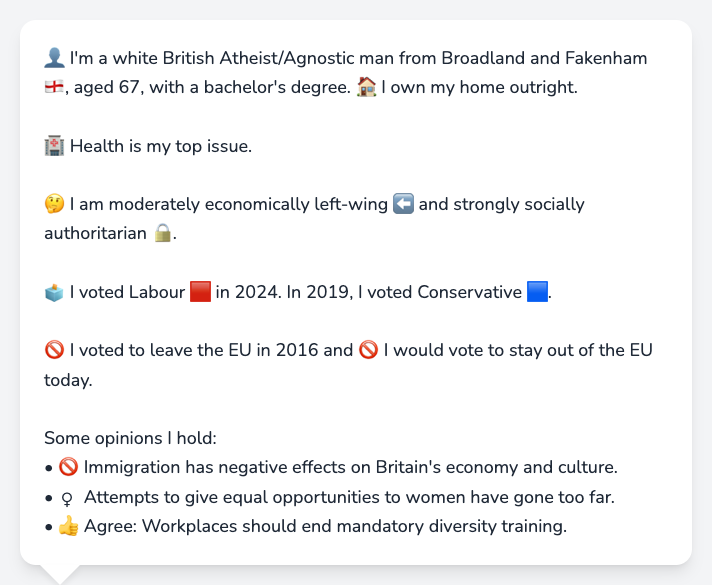 👤 I'm a white British Atheist/Agnostic man from Broadland and Fakenham
🏴󠁧󠁢󠁥󠁮󠁧󠁿, aged 67, with a bachelor's degree. 🏠 I own my home outright.
🏥 Health is my top issue.
🤔 I am moderately economically left-wing ⬅️ and strongly socially
authoritarian 🔒.
🗳️ I voted Labour 🟥 in 2024. In 2019, I voted Conservative 🟦.
🚫 I voted to leave the EU in 2016 and 🚫 I would vote to stay out of the EU
today.
Some opinions I hold:
• 🚫 Immigration has negative effects on Britain's economy and culture.
• ♀ Attempts to give equal opportunities to women have gone too far.
• 👍 Agree: Workplaces should end mandatory diversity training.